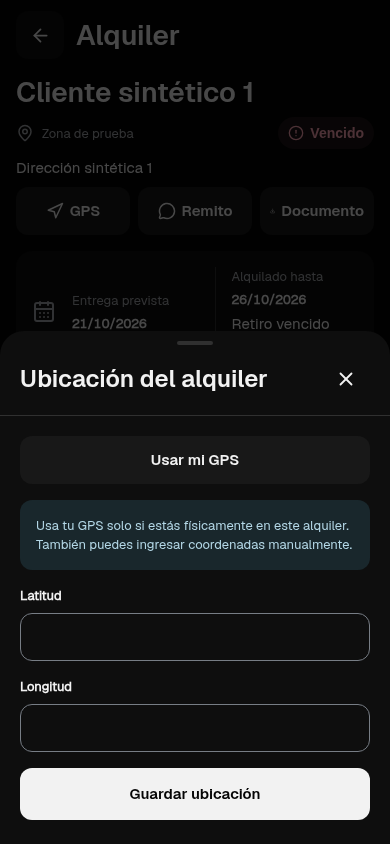 Alquiler
Cliente sintético 1
Zona de prueba
Vencido
Dirección sintética 1
GPS
Remito
Documento
Alquilado hasta
Entrega prevista
26/10/2026
21/10/2026
Retiro vencido
Ubicación del alquiler
Usar mi GPS
Usa tu GPS solo si estás físicamente en este alquiler.
También puedes ingresar coordenadas manualmente.
Latitud
Longitud
Guardar ubicación